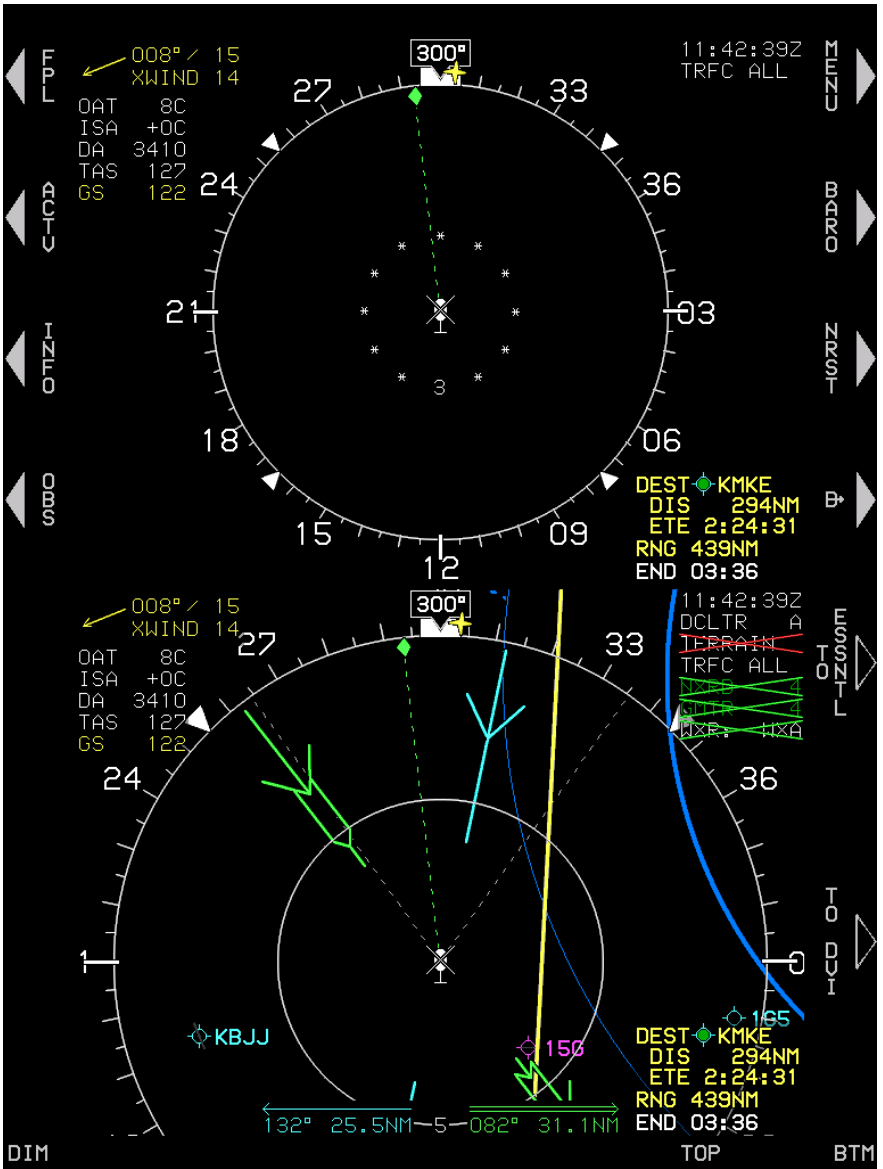 FPL
ACTV
INFO
OBS
008°/ 15
XWIND 14
OAT 8C
ISA +0C
DA 3410
TAS 127
GS 122
300°
27
33
24
36
21
03
18
06
15
09
12
3
11:42:39Z
TRFC ALL
MENU
BARO
NRST
DEST KMKE
DIS 294NM
ETE 2:24:31
RNG 439NM
END 03:36
008°/ 15
XWIND 14
OAT 8C
ISA +0C
DA 3410
TAS 127
GS 122
300°
27
33
24
36
11:42:39Z
DCLTR A
TERRAIN
TRFC ALL
TO ESSNTL
TO DVI
KBJJ
15G
1G5
132° 25.5NM
5
082° 31.1NM
DEST KMKE
DIS 294NM
ETE 2:24:31
RNG 439NM
END 03:36
DIM
TOP
BTM